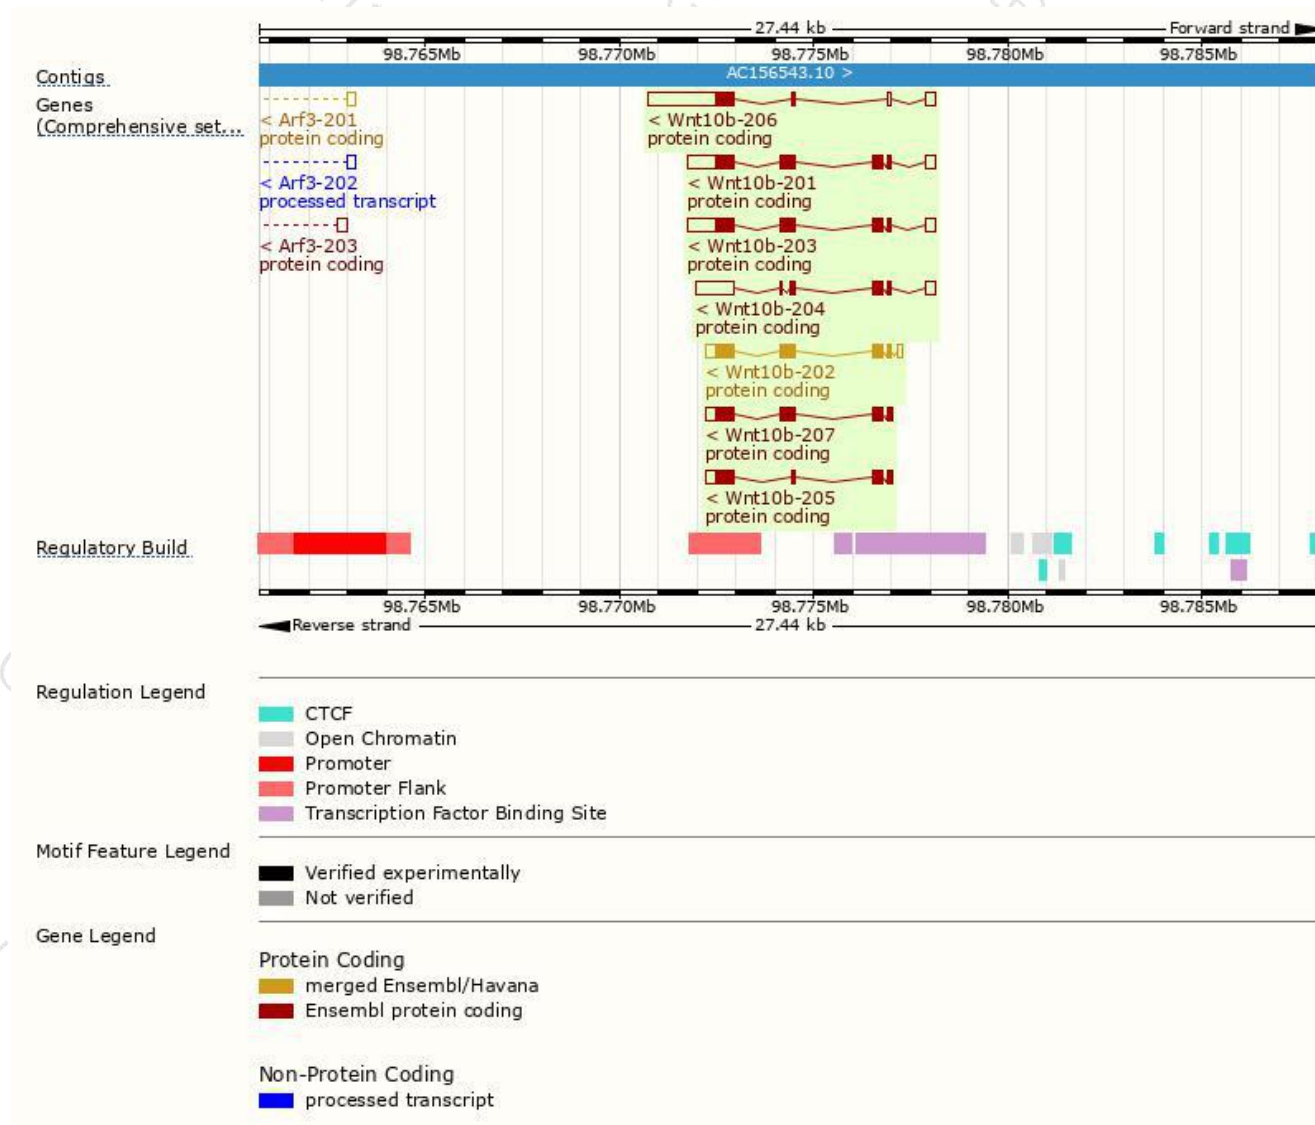 27.44 kb Forward strand
98.765Mb 98.770Mb 98.775Mb 98.780Mb 98.785Mb
Contigs AC156543.10 >
Genes
(Comprehensive set...
< Arf3-201
protein coding
< Wnt10b-206
protein coding
< Arf3-202
processed transcript
< Wnt10b-201
protein coding
< Arf3-203
protein coding
< Wnt10b-203
protein coding
< Wnt10b-204
protein coding
< Wnt10b-202
protein coding
< Wnt10b-207
protein coding
< Wnt10b-205
protein coding
Regulatory Build
98.765Mb 98.770Mb 98.775Mb 98.780Mb 98.785Mb
Reverse strand 27.44 kb
Regulation Legend
CTCF
Open Chromatin
Promoter
Promoter Flank
Transcription Factor Binding Site
Motif Feature Legend
Verified experimentally
Not verified
Gene Legend
Protein Coding
merged Ensembl/Havana
Ensembl protein coding
Non-Protein Coding
processed transcript